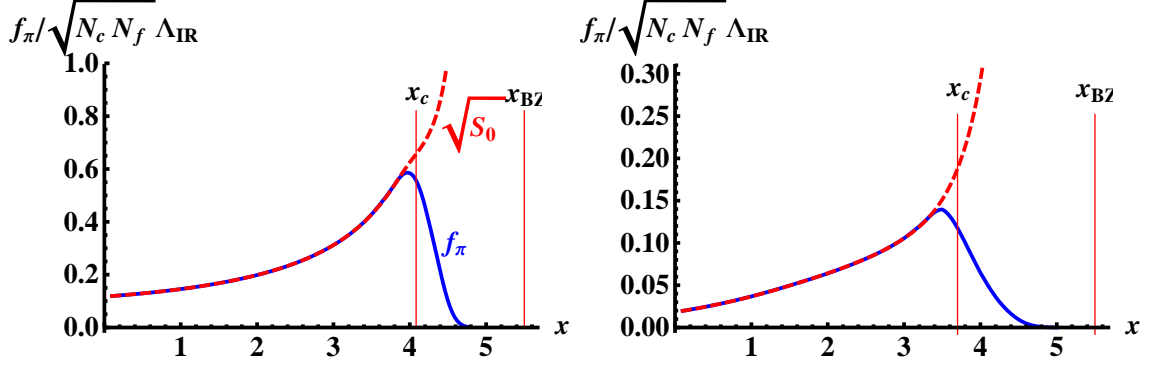 f_π/√N_c N_f Λ_IR
1.0
0.8
0.6
0.4
0.2
0.0
1 2 3 4 5 x
x_c
x_BZ
√S_0
f_π
f_π/√N_c N_f Λ_IR
0.30
0.25
0.20
0.15
0.10
0.05
0.00
1 2 3 4 5 x
x_c
x_BZ